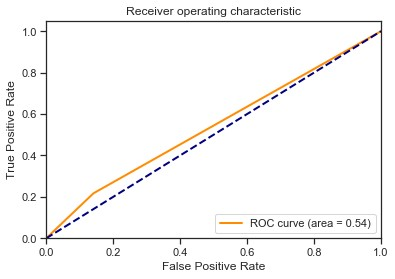 Receiver operating characteristic
True Positive Rate
1.0
0.8
0.6
0.4
0.2
0.0
ROC curve (area = 0.54)
0.0 0.2 0.4 0.6 0.8 1.0
False Positive Rate